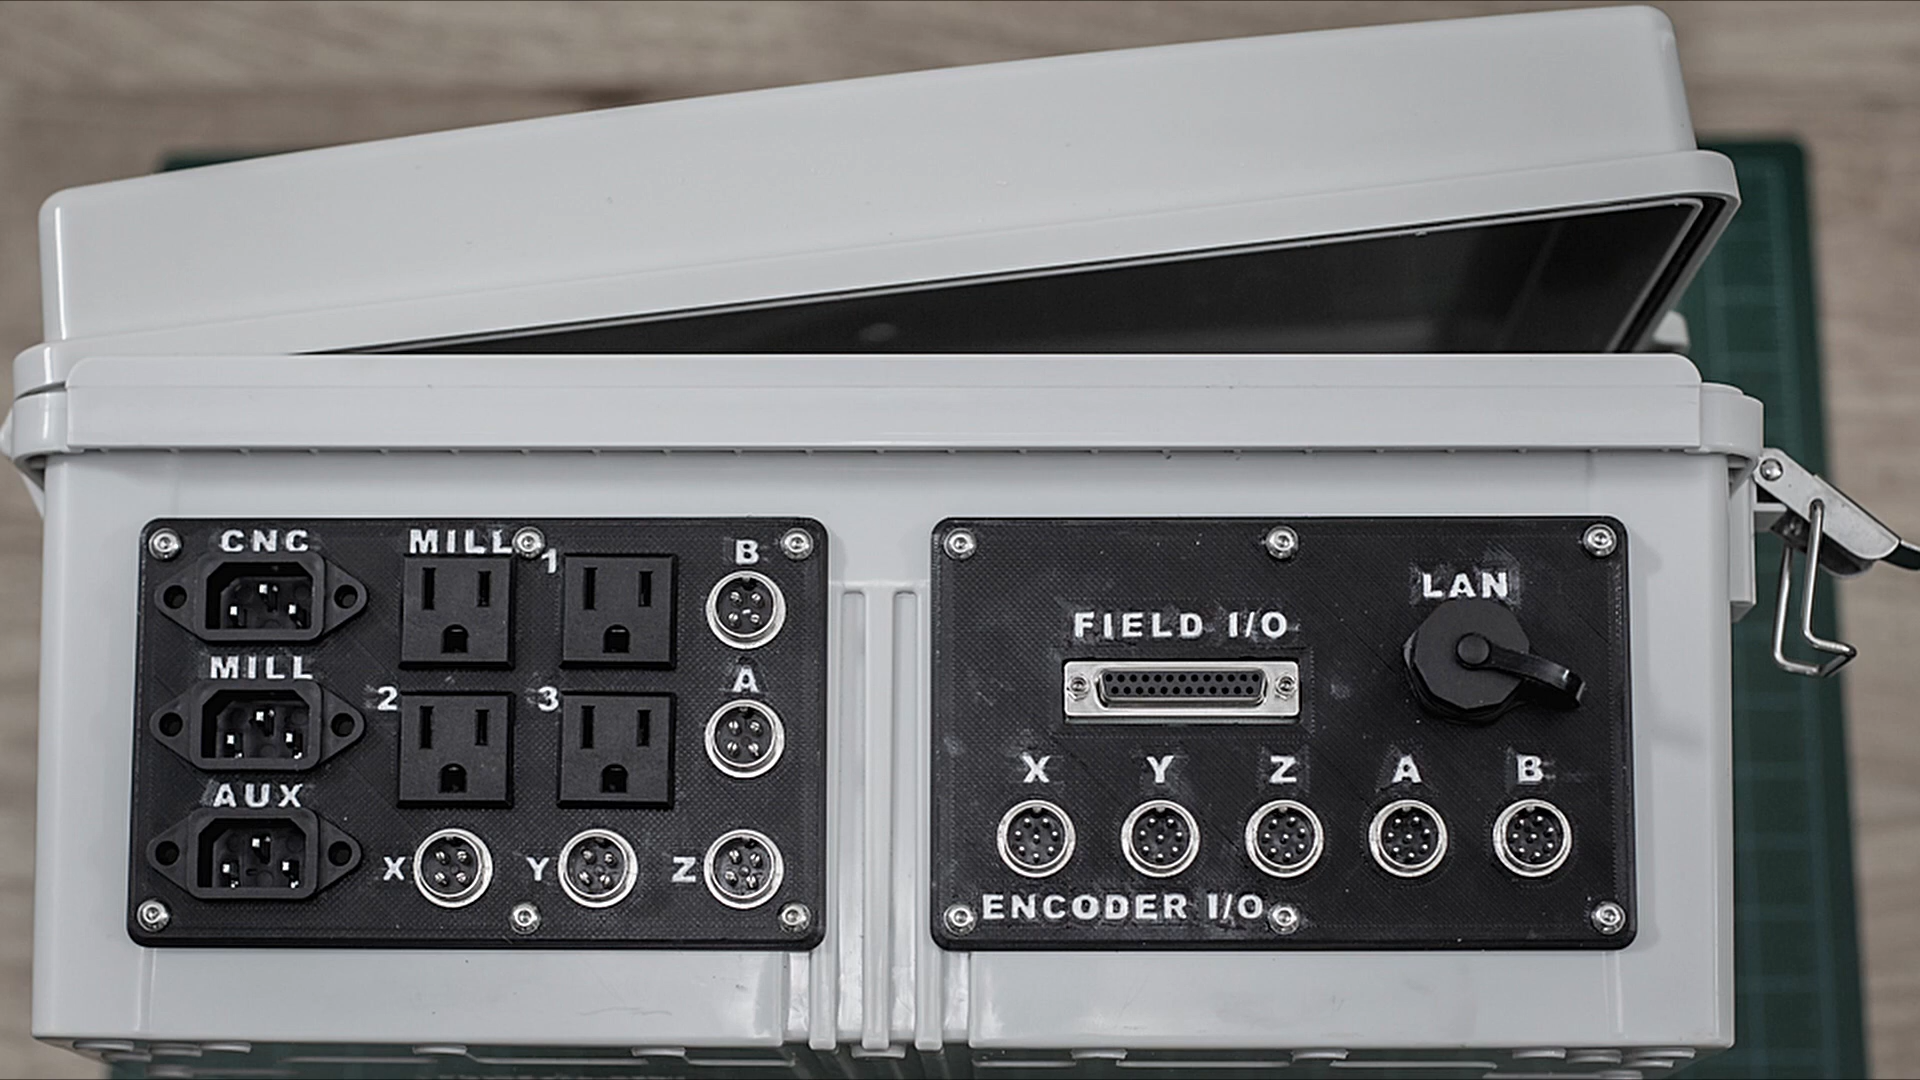 CNC
MILL
1
B
MILL
2
3
A
AUX
X
Y
Z
FIELD I/O
LAN
X Y Z A B
ENCODER I/O